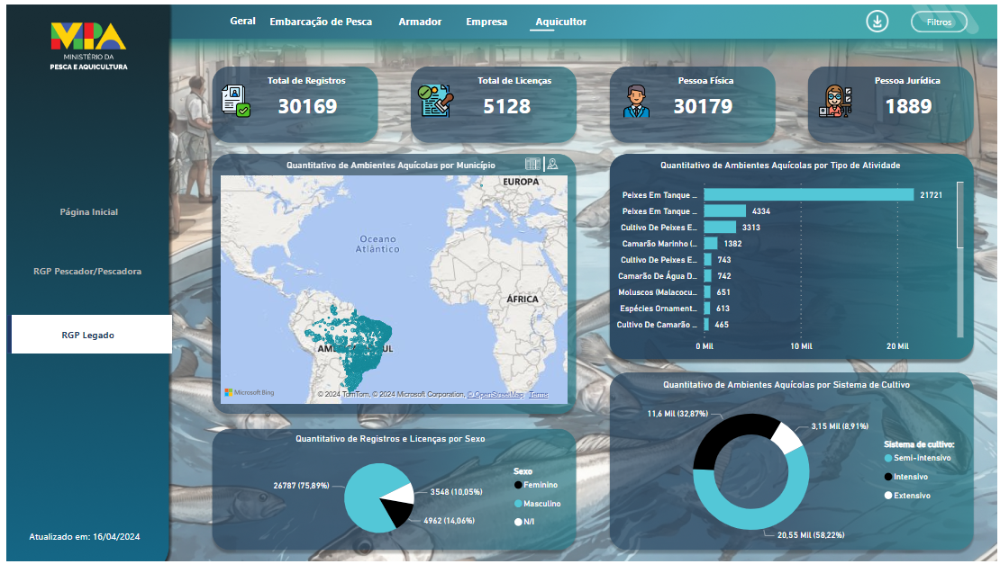 MPA
MINISTÉRIO DA
PESCA E AQUICULTURA
Geral
Embarcação de Pesca
Armador
Empresa
Aquicultor
Filtros
Total de Registros
30169
Total de Licenças
5128
Pessoa Física
30179
Pessoa Jurídica
1889
Página Inicial
RGP Pescador/Pescadora
RGP Legado
Atualizado em: 16/04/2024
Quantitativo de Ambientes Aquícolas por Município
EUROPA
Oceano
Atlântico
ÁFRICA
Microsoft Bing
© 2024 TomTom, © 2024 Microsoft Corporation, © OpenStreetMap Terms
Quantitativo de Ambientes Aquícolas por Tipo de Atividade
Peixes Em Tanque ... 21721
Peixes Em Tanque ... 4334
Cultivo De Peixes E... 3313
Camarão Marinho (... 1382
Cultivo De Peixes E... 743
Camarão De Água D... 742
Moluscos (Malacocu... 651
Espécies Ornament... 613
Cultivo De Camarão ... 465
0 Mil 10 Mil 20 Mil
Quantitativo de Registros e Licenças por Sexo
26787 (75,89%)
3548 (10,05%)
4962 (14,06%)
Sexo
Feminino
Masculino
N/I
Quantitativo de Ambientes Aquícolas por Sistema de Cultivo
11,6 Mil (32,87%)
3,15 Mil (8,91%)
20,55 Mil (58,22%)
Sistema de cultivo:
Semi-intensivo
Intensivo
Extensivo